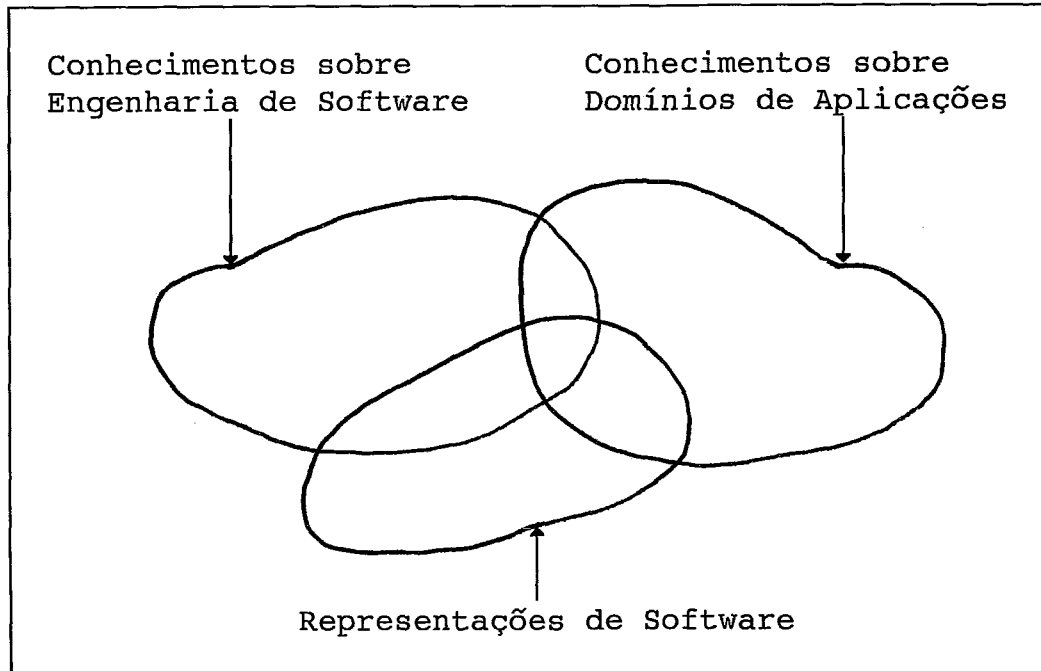 Conhecimentos sobre
Engenharia de Software
Conhecimentos sobre
Domínios de Aplicações
Representações de Software